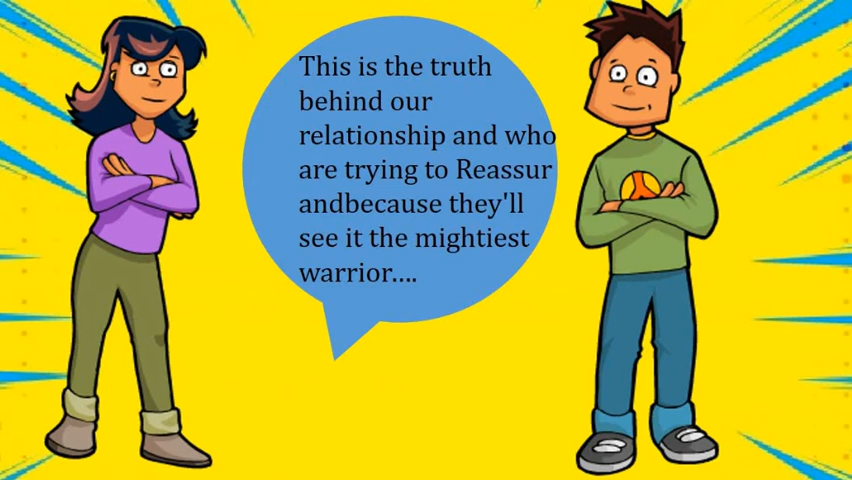 This is the truth
behind our
relationship and who
are trying to Reassur
andbecause they'll
see it the mightiest
warrior....